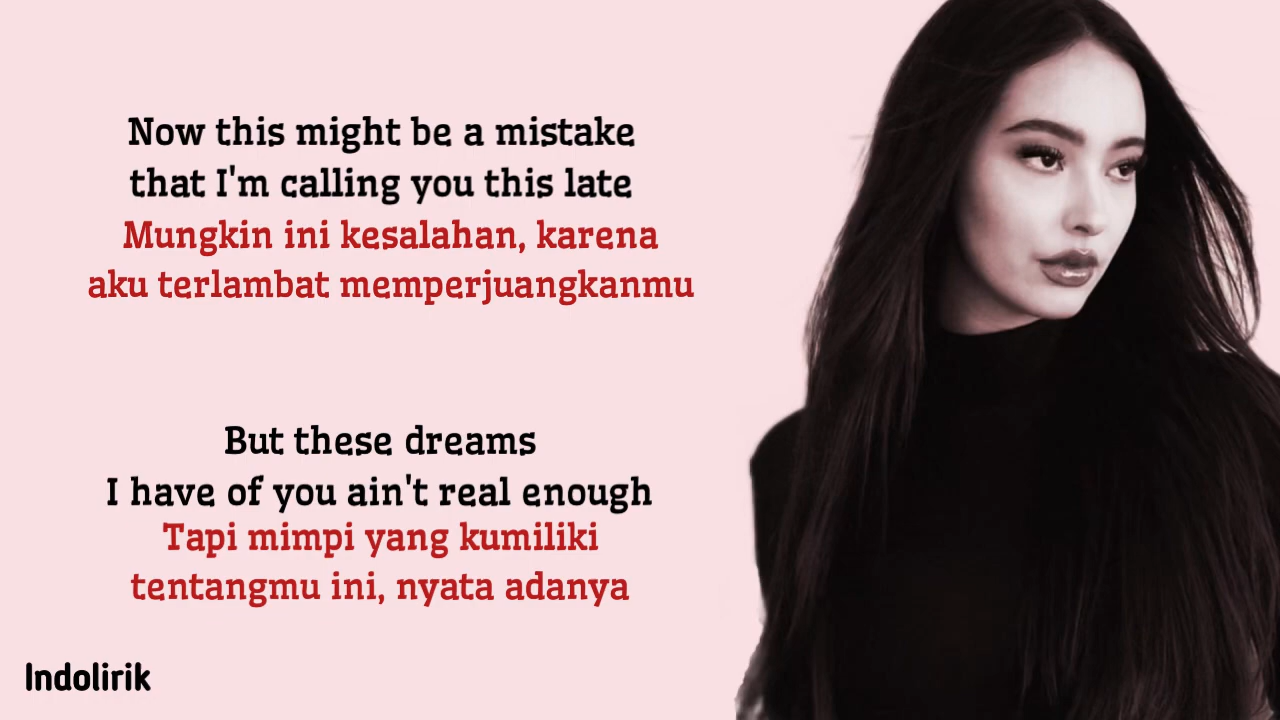 Now this might be a mistake
that I'm calling you this late
Mungkin ini kesalahan, karena
aku terlambat memperjuangkanmu
But these dreams
I have of you ain't real enough
Tapi mimpi yang kumiliki
tentangmu ini, nyata adanya
Indolirik